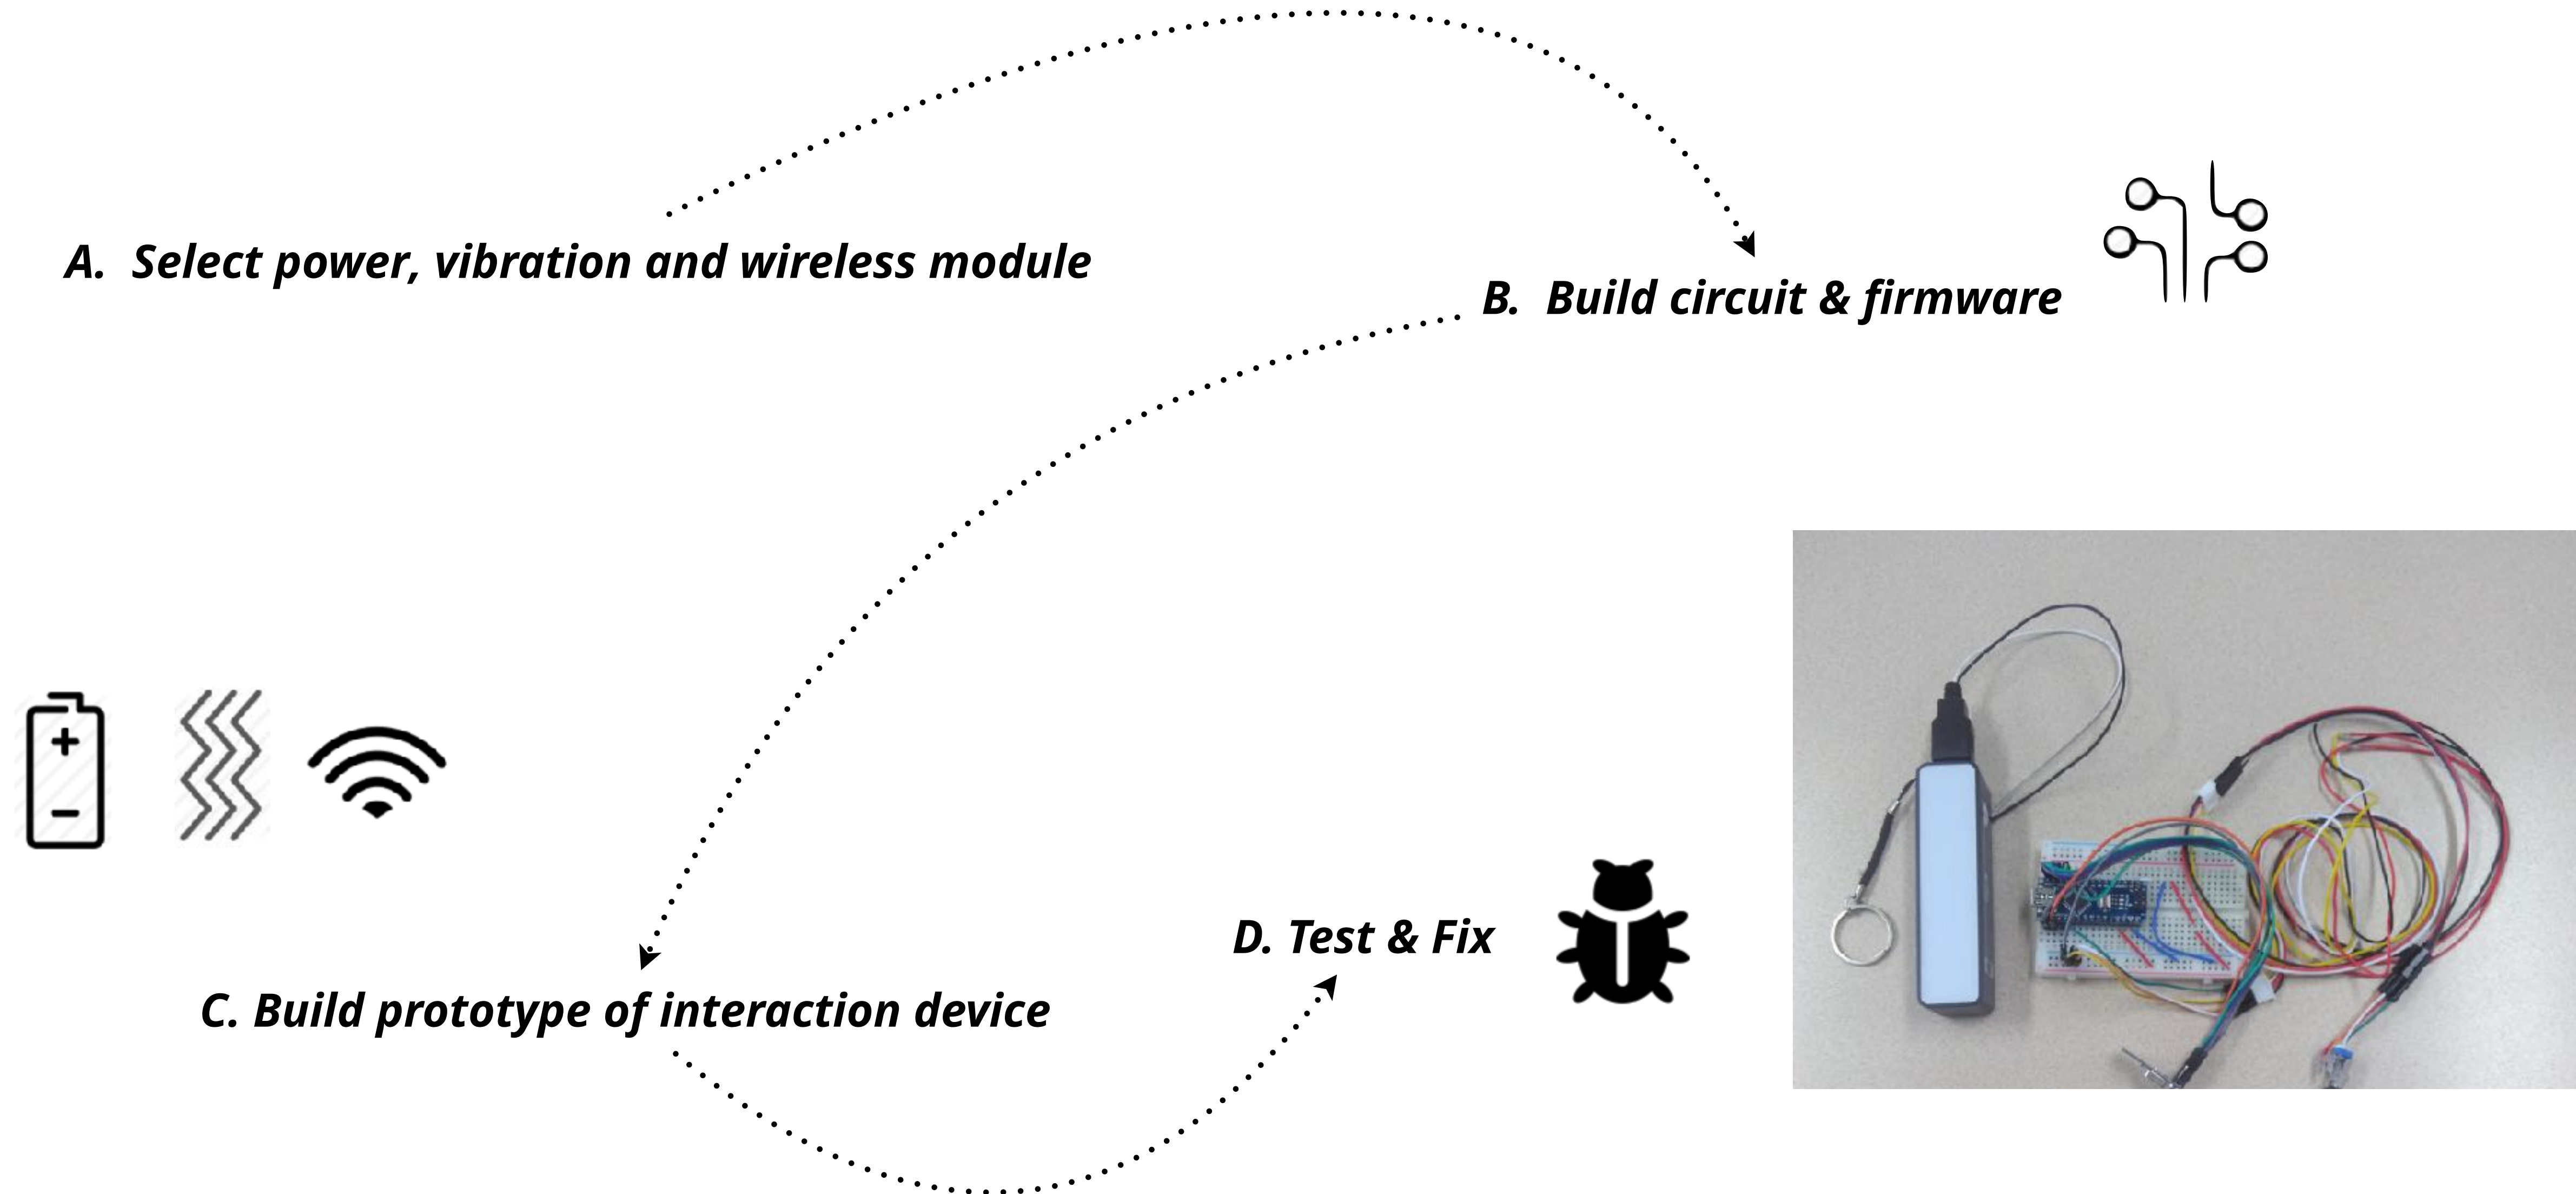 A. Select power, vibration and wireless module
B. Build circuit & firmware
C. Build prototype of interaction device
D. Test & Fix